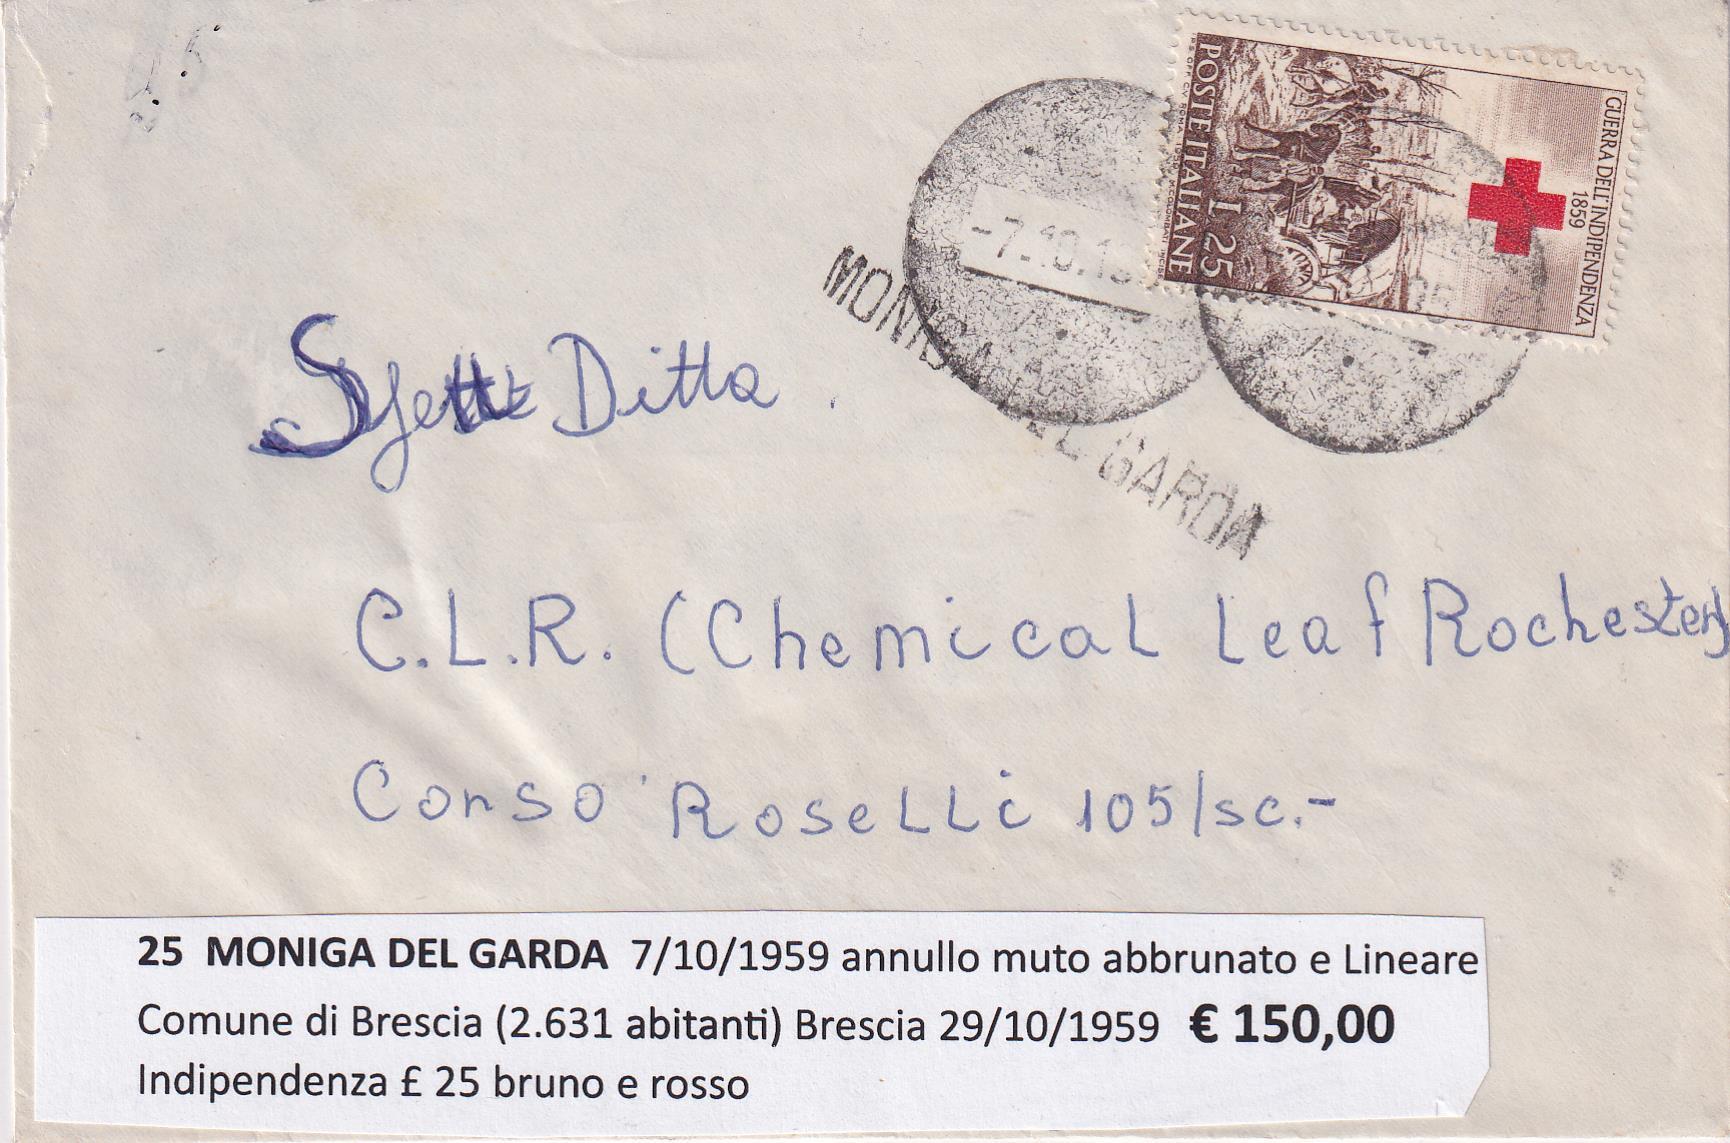 GUERRA DELL'INDIPENDENZA
1859
POSTE ITALIANE L. 25
-7.10.19
MONIGA DEL GARDA
Ditta
C.L.R. (Chemical Leaf Rochester)
Corso Roselli 105/sc.-
25 MONIGA DEL GARDA 7/10/1959 annullo muto abbrunato e Lineare
Comune di Brescia (2.631 abitanti) Brescia 29/10/1959 € 150,00
Indipendenza £ 25 bruno e rosso